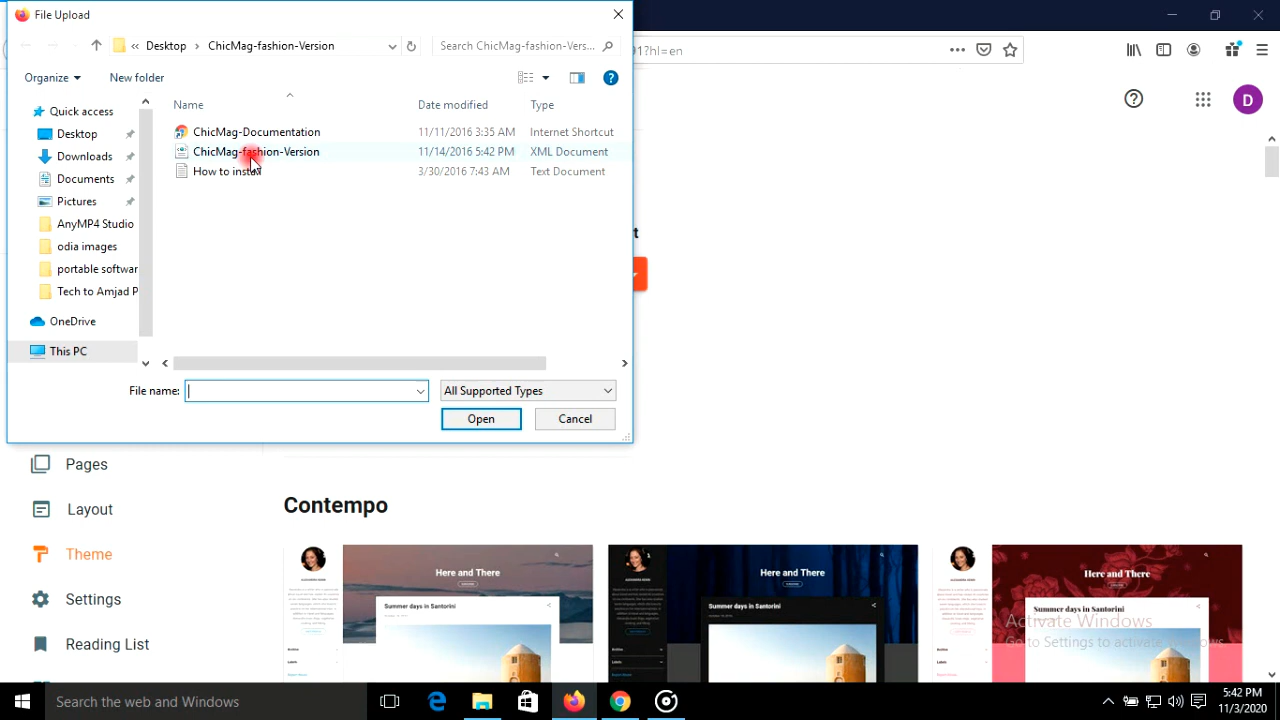 File Upload
« Desktop > ChicMag-fashion-Version
Search ChicMag-fashion-Vers...
91?hl=en
Organize
New folder
D
Quick access
Desktop
Downloads
Documents
Pictures
AnyMP4 Studio
odia images
portable softwar
Tech to Amjad P
OneDrive
This PC
Name Date modified Type
ChicMag-Documentation 11/11/2016 3:35 AM Internet Shortcut
ChicMag-fashion-Version 11/14/2016 5:42 PM XML Document
How to install 3/30/2016 7:43 AM Text Document
File name:
All Supported Types
Open
Cancel
Pages
Layout
Theme
Settings
Reading List
Contempo
Here and There
Summer days in Santorini
Here and There
Summer days in Santorini
Here and There
Summer days in Santorini
Activate Windows
Go to Settings to activate Windows
Search the web and Windows
5:42 PM
11/3/2020